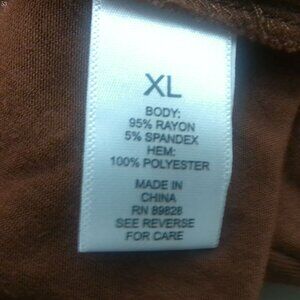 XL
BODY:
95% RAYON
5% SPANDEX
HEM:
100% POLYESTER
MADE IN
CHINA
RN 89828
SEE REVERSE
FOR CARE